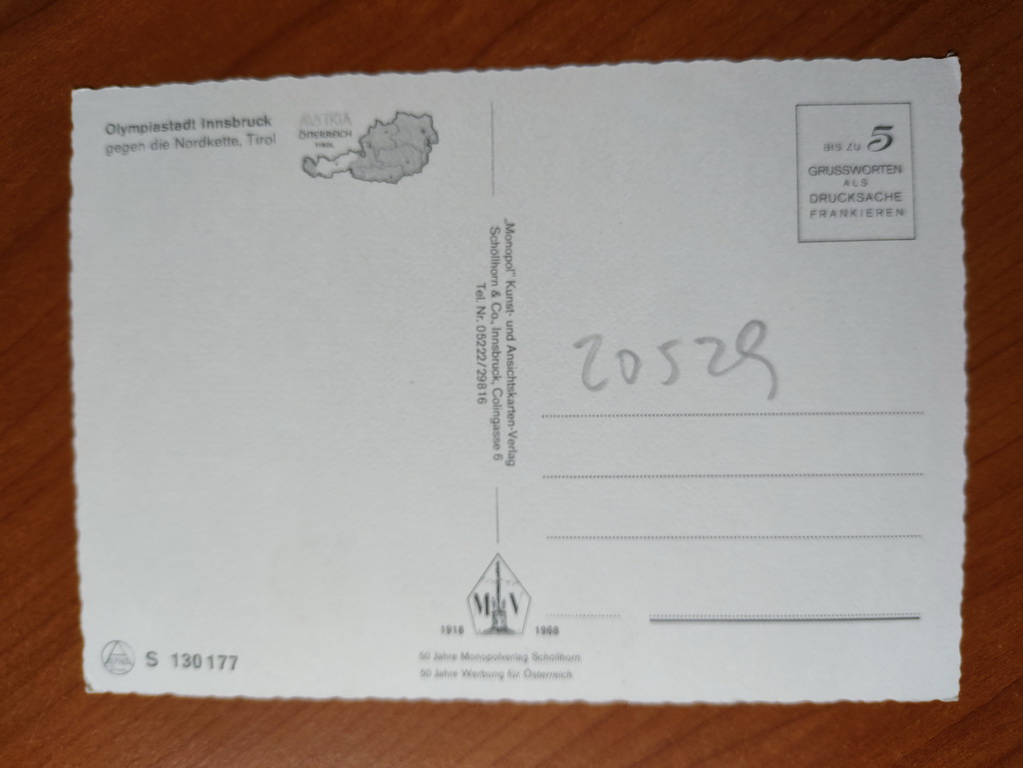 Olympiastadt Innsbruck
gegen die Nordkette, Tirol
AUSTRIA
ÖSTERREICH
TIROL
BIS ZU 5
GRUSSWORTEN
ALS
DRUCKSACHE
FRANKIEREN
„Monopol" Kunst- und Ansichtskarten-Verlag
Schöllhorn & Co., Innsbruck, Colingasse 6
Tel. Nr. 05222/29816
20529
M V
1918 1968
50 Jahre Monopolverlag Schöllhorn
50 Jahre Werbung für Österreich
S 130177